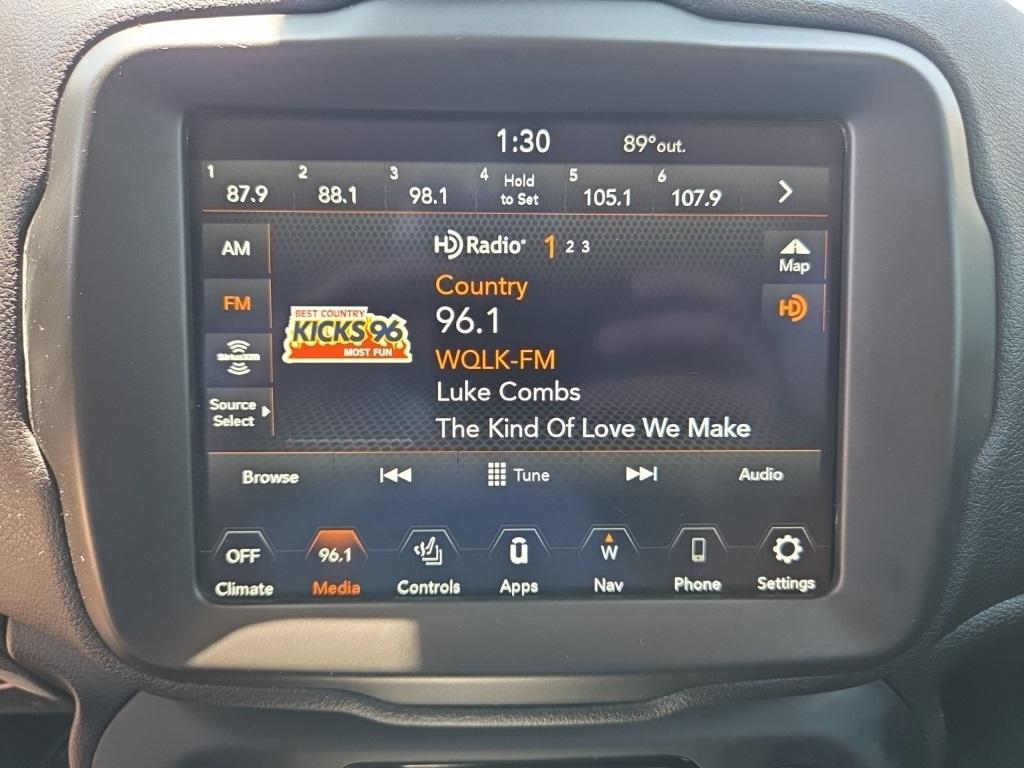 1:30 89°out.
1 87.9 2 88.1 3 98.1 4 Hold to Set 5 105.1 6 107.9
AM
HD Radio 1 2 3
Map
FM
HD
Country
96.1
BEST COUNTRY
KICKS 96
MOST FUN
SiriusXM
WQLK-FM
Luke Combs
Source
Select
The Kind Of Love We Make
Browse Tune Audio
OFF 96.1 W
Climate Media Controls Apps Nav Phone Settings